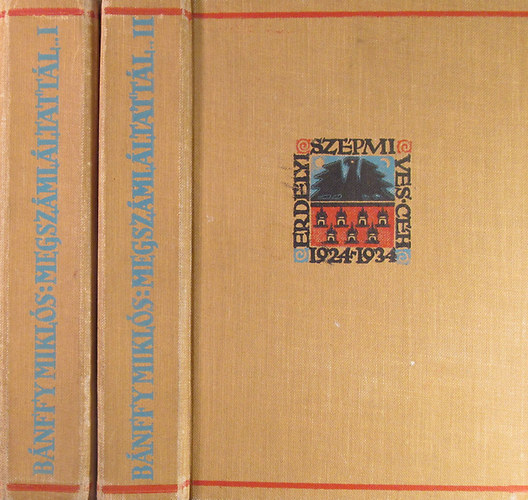 BÁNFFY MIKLÓS: MEGSZÁMLÁLTATTÁL.. I
BÁNFFY MIKLÓS: MEGSZÁMLÁLTATTÁL.. II
ERDÉLYI
SZÉPMI
VES·CÉH
1924-1934